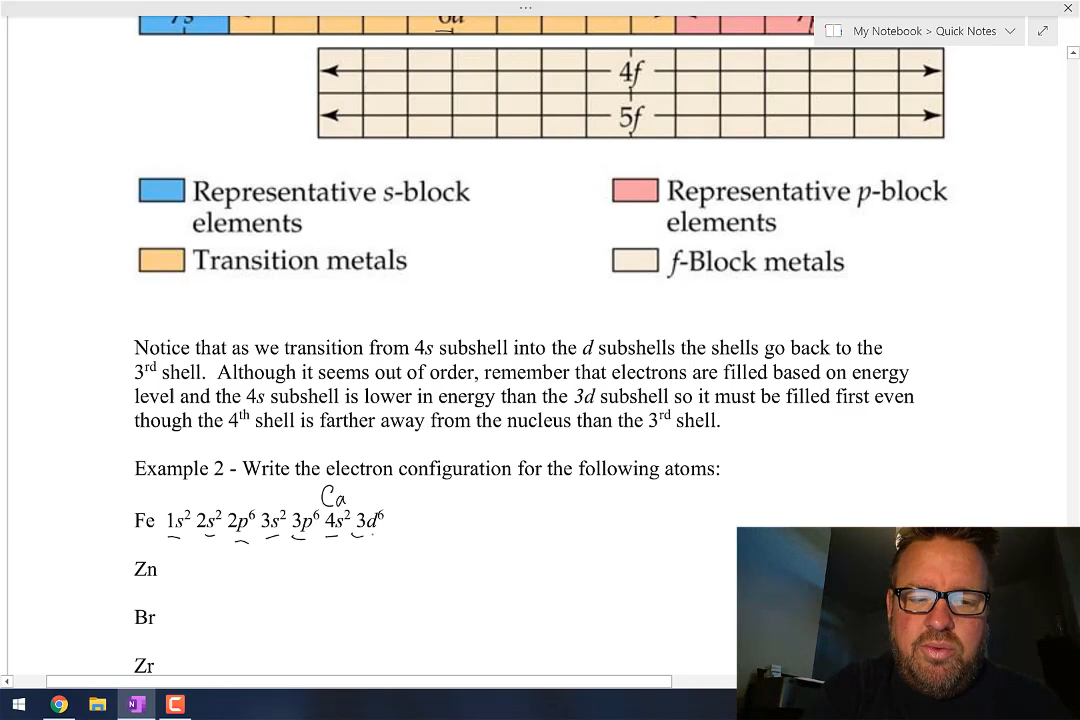 ...
7s
6d
My Notebook > Quick Notes
4f
5f
Representative s-block
elements
Representative p-block
elements
Transition metals
f-Block metals
Notice that as we transition from 4s subshell into the d subshells the shells go back to the
3rd shell. Although it seems out of order, remember that electrons are filled based on energy
level and the 4s subshell is lower in energy than the 3d subshell so it must be filled first even
though the 4th shell is farther away from the nucleus than the 3rd shell.
Example 2 - Write the electron configuration for the following atoms:
Ca
Fe 1s² 2s² 2p⁶ 3s² 3p⁶ 4s² 3d⁶
Zn
Br
Zr